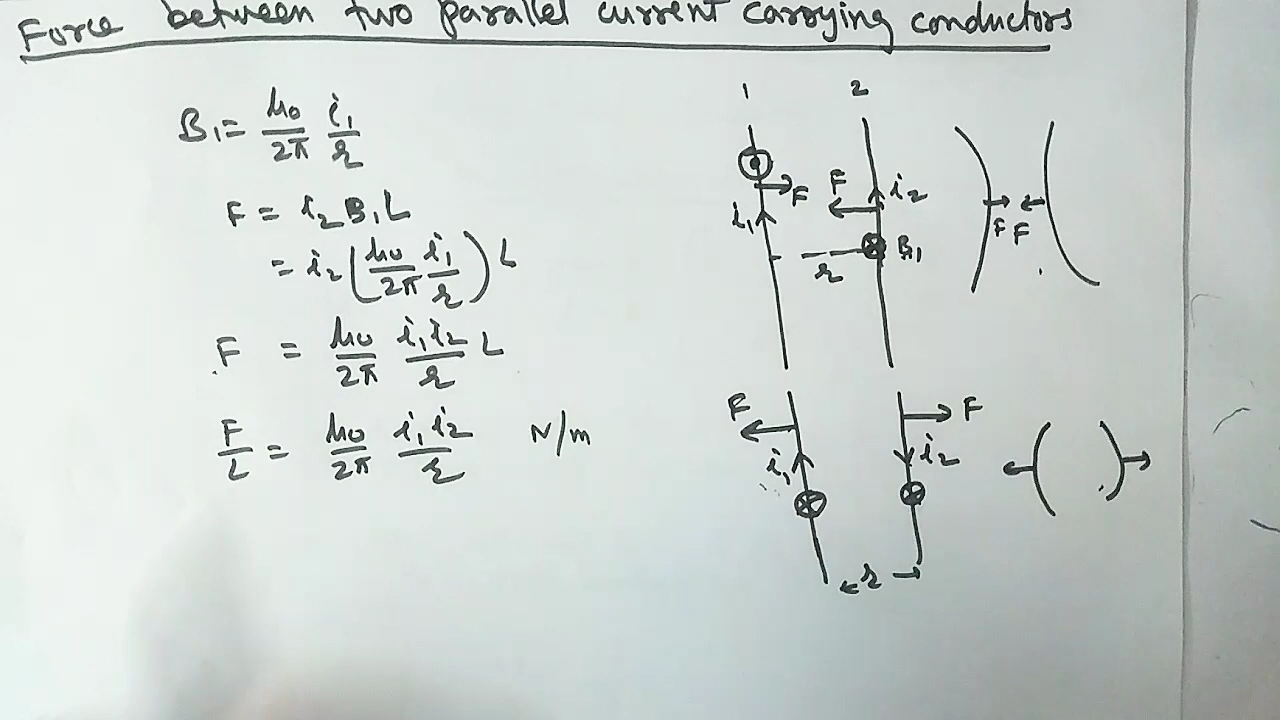 Force between two parallel current carrying conductors
B₁ = μ₀/2π i₁/r
F = i₂B₁L
= i₂(μ₀/2π i₁/r)L
F = μ₀/2π i₁i₂/r L
F/L = μ₀/2π i₁i₂/r N/m
1 2
F F i₂
i₁
r B₁
F F
F F
i₁ i₂
r